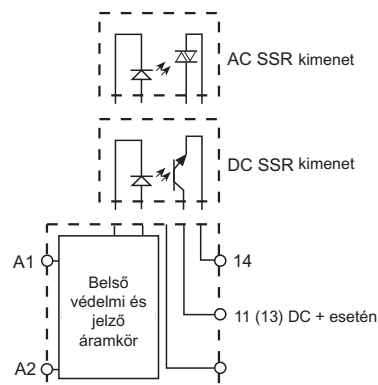 AC SSR kimenet
DC SSR kimenet
A1
Belső
védelmi és
jelző
áramkör
14
11 (13) DC + esetén
A2